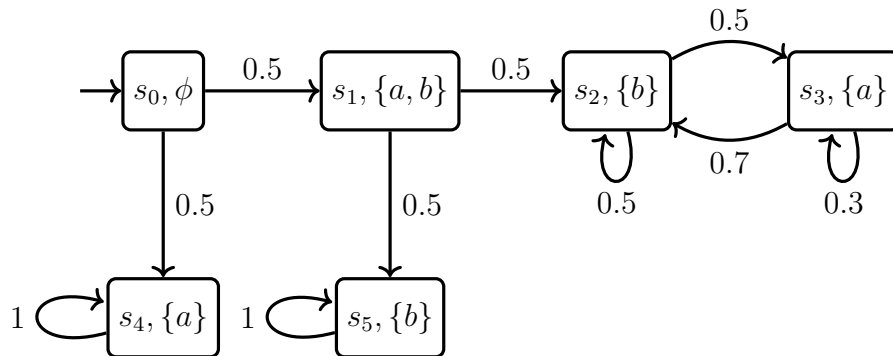 0.5
0.5
0.5
s₀, ϕ
s₁, {a, b}
s₂, {b}
s₃, {a}
0.7
0.5
0.3
0.5
0.5
1
s₄, {a}
1
s₅, {b}